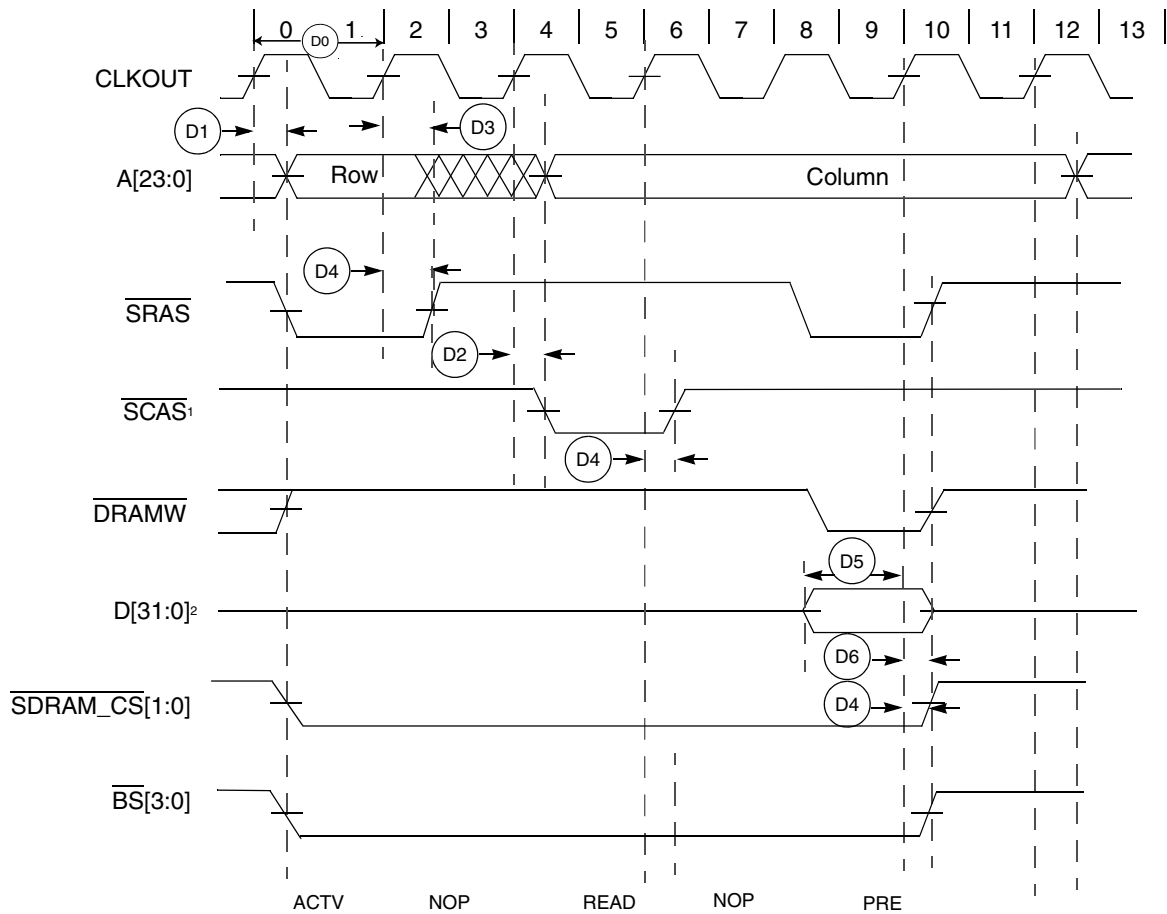 0 1 2 3 4 5 6 7 8 9 10 11 12 13
D0
CLKOUT
D1
D3
A[23:0]
Row
Column
D4
SRAS
D2
SCAS1
D4
DRAMW
D5
D[31:0]2
D6
SDRAM_CS[1:0]
D4
BS[3:0]
ACTV NOP READ NOP PRE